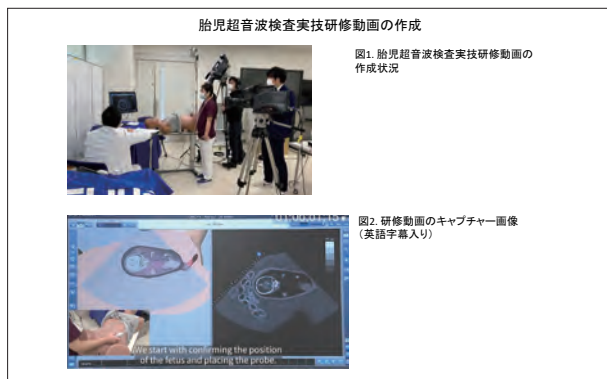 胎児超音波検査実技研修動画の作成
図1. 胎児超音波検査実技研修動画の
作成状況
図2. 研修動画のキャプチャー画像
（英語字幕入り）
We start with confirming the position
of the fetus and placing the probe.